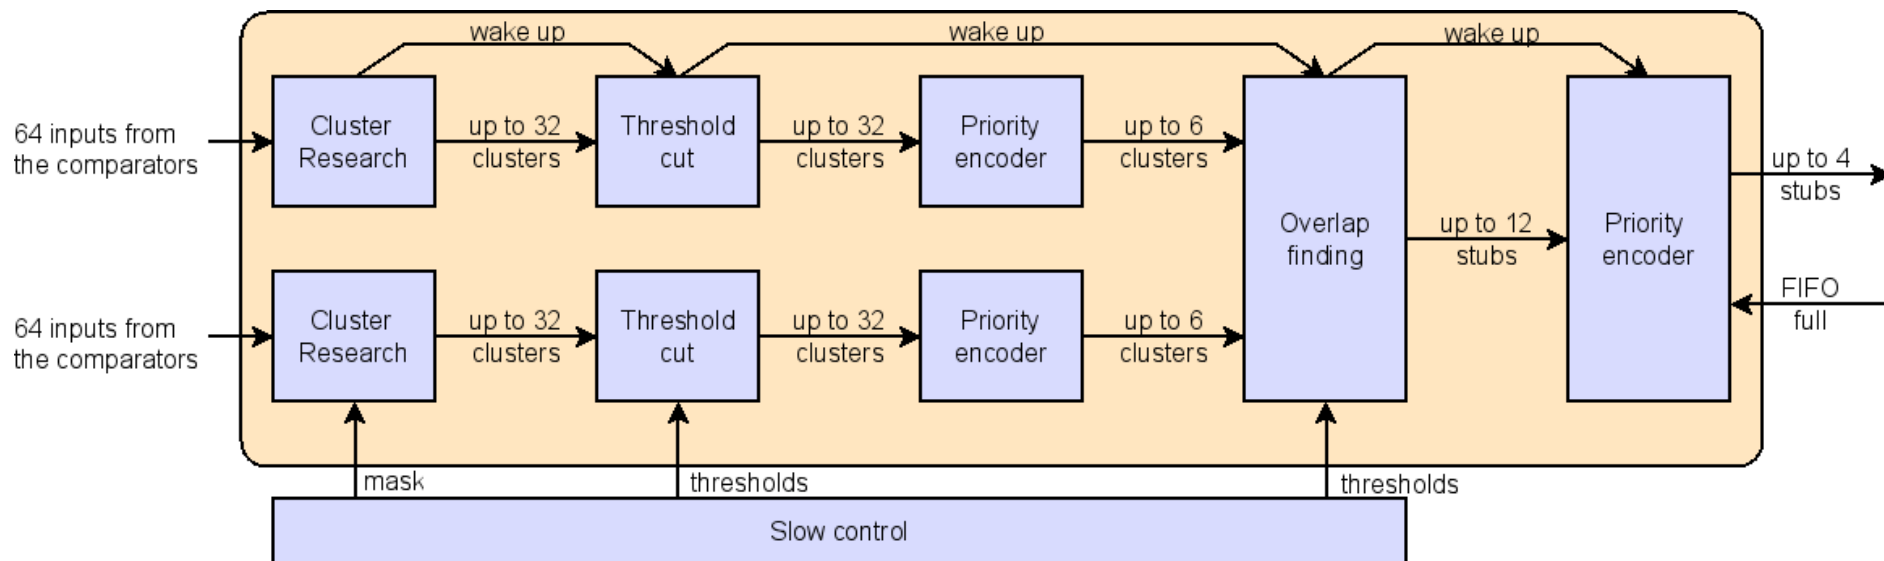 wake up
wake up
wake up
64 inputs from
the comparators
Cluster
Research
up to 32
clusters
Threshold
cut
up to 32
clusters
Priority
encoder
up to 6
clusters
Overlap
finding
up to 12
stubs
Priority
encoder
up to 4
stubs
FIFO
full
64 inputs from
the comparators
Cluster
Research
up to 32
clusters
Threshold
cut
up to 32
clusters
Priority
encoder
up to 6
clusters
mask
thresholds
thresholds
Slow control